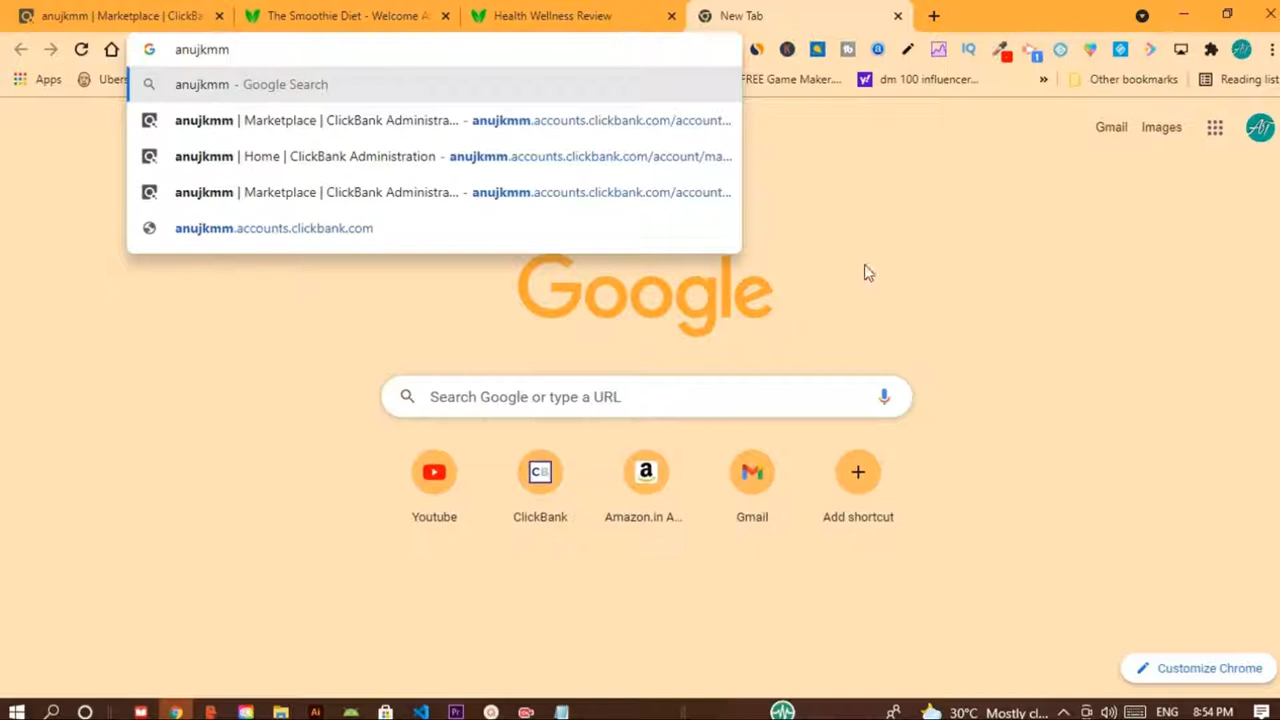 anujkmm | Marketplace | ClickBa
The Smoothie Diet - Welcome A
Health Wellness Review
New Tab
anujkmm
Apps
Ubers
anujkmm - Google Search
FREE Game Maker....
dm 100 influencer...
»
Other bookmarks
Reading list
anujkmm | Marketplace | ClickBank Administra... - anujkmm.accounts.clickbank.com/account...
Gmail
Images
anujkmm | Home | ClickBank Administration - anujkmm.accounts.clickbank.com/account/ma...
anujkmm | Marketplace | ClickBank Administra... - anujkmm.accounts.clickbank.com/account...
anujkmm.accounts.clickbank.com
Google
Search Google or type a URL
CB
a
Youtube
ClickBank
Amazon.in A...
Gmail
Add shortcut
Customize Chrome
Ai
Pr
30°C Mostly cl...
ENG
8:54 PM